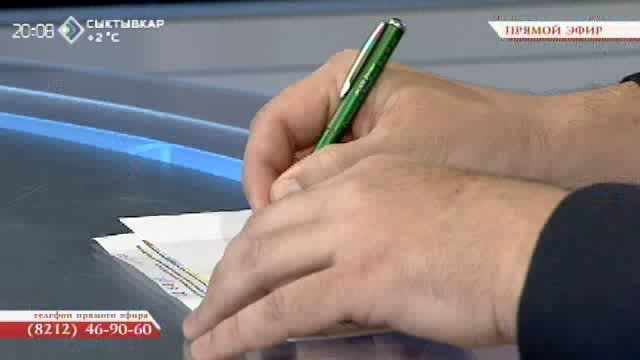 20:08
СЫКТЫВКАР
+2 °C
ПРЯМОЙ ЭФИР
телефон прямого эфира
(8212) 46-90-60